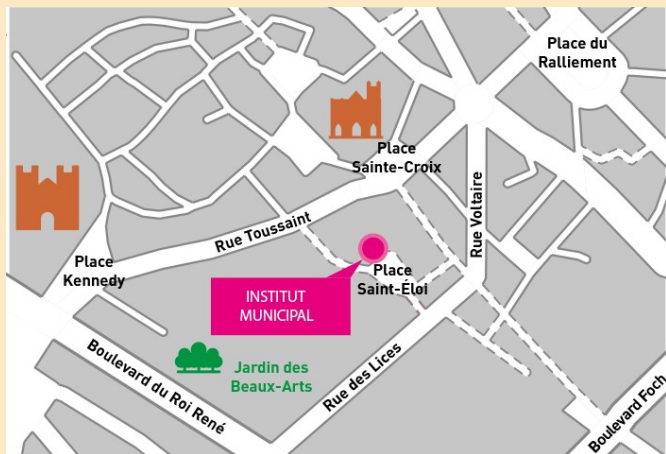 Place du
Ralliement
Place
Sainte-Croix
Rue Voltaire
Rue Toussaint
Place
Kennedy
Place
Saint-Éloi
INSTITUT
MUNICIPAL
Boulevard du Roi René
Jardin des
Beaux-Arts
Rue des Lices
Boulevard Foch